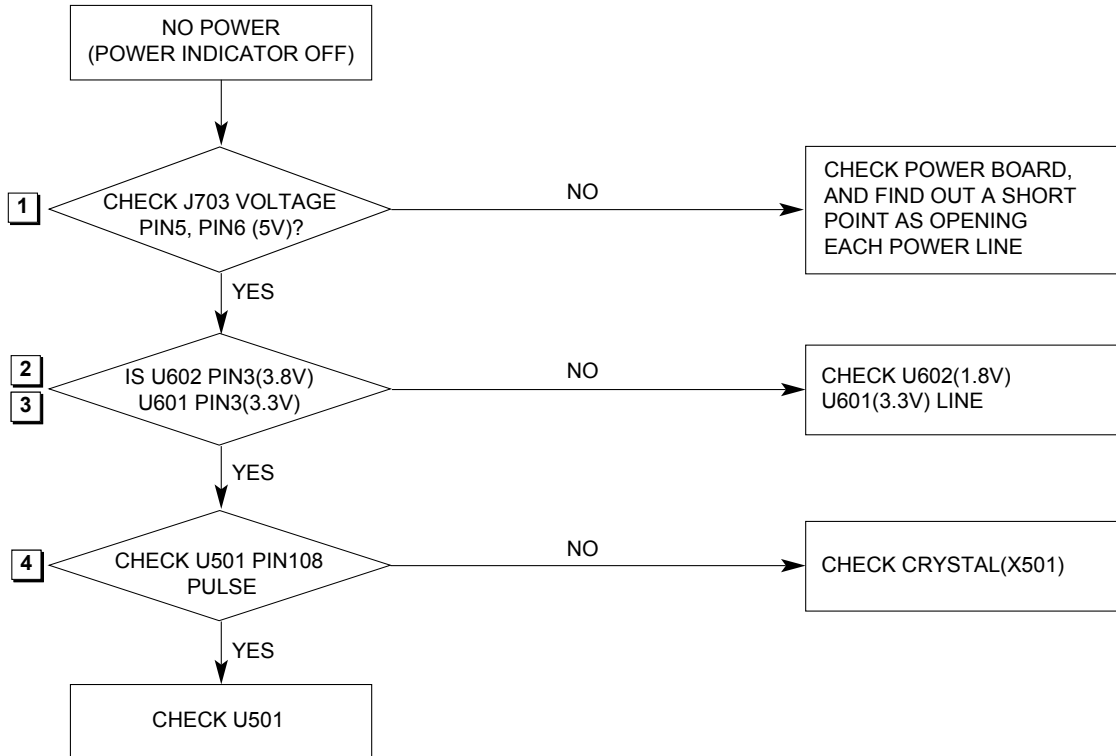 NO POWER
(POWER INDICATOR OFF)
1
CHECK J703 VOLTAGE
PIN5, PIN6 (5V)?
NO
CHECK POWER BOARD,
AND FIND OUT A SHORT
POINT AS OPENING
EACH POWER LINE
YES
2
3
IS U602 PIN3(3.8V)
U601 PIN3(3.3V)
NO
CHECK U602(1.8V)
U601(3.3V) LINE
YES
4
CHECK U501 PIN108
PULSE
NO
CHECK CRYSTAL(X501)
YES
CHECK U501